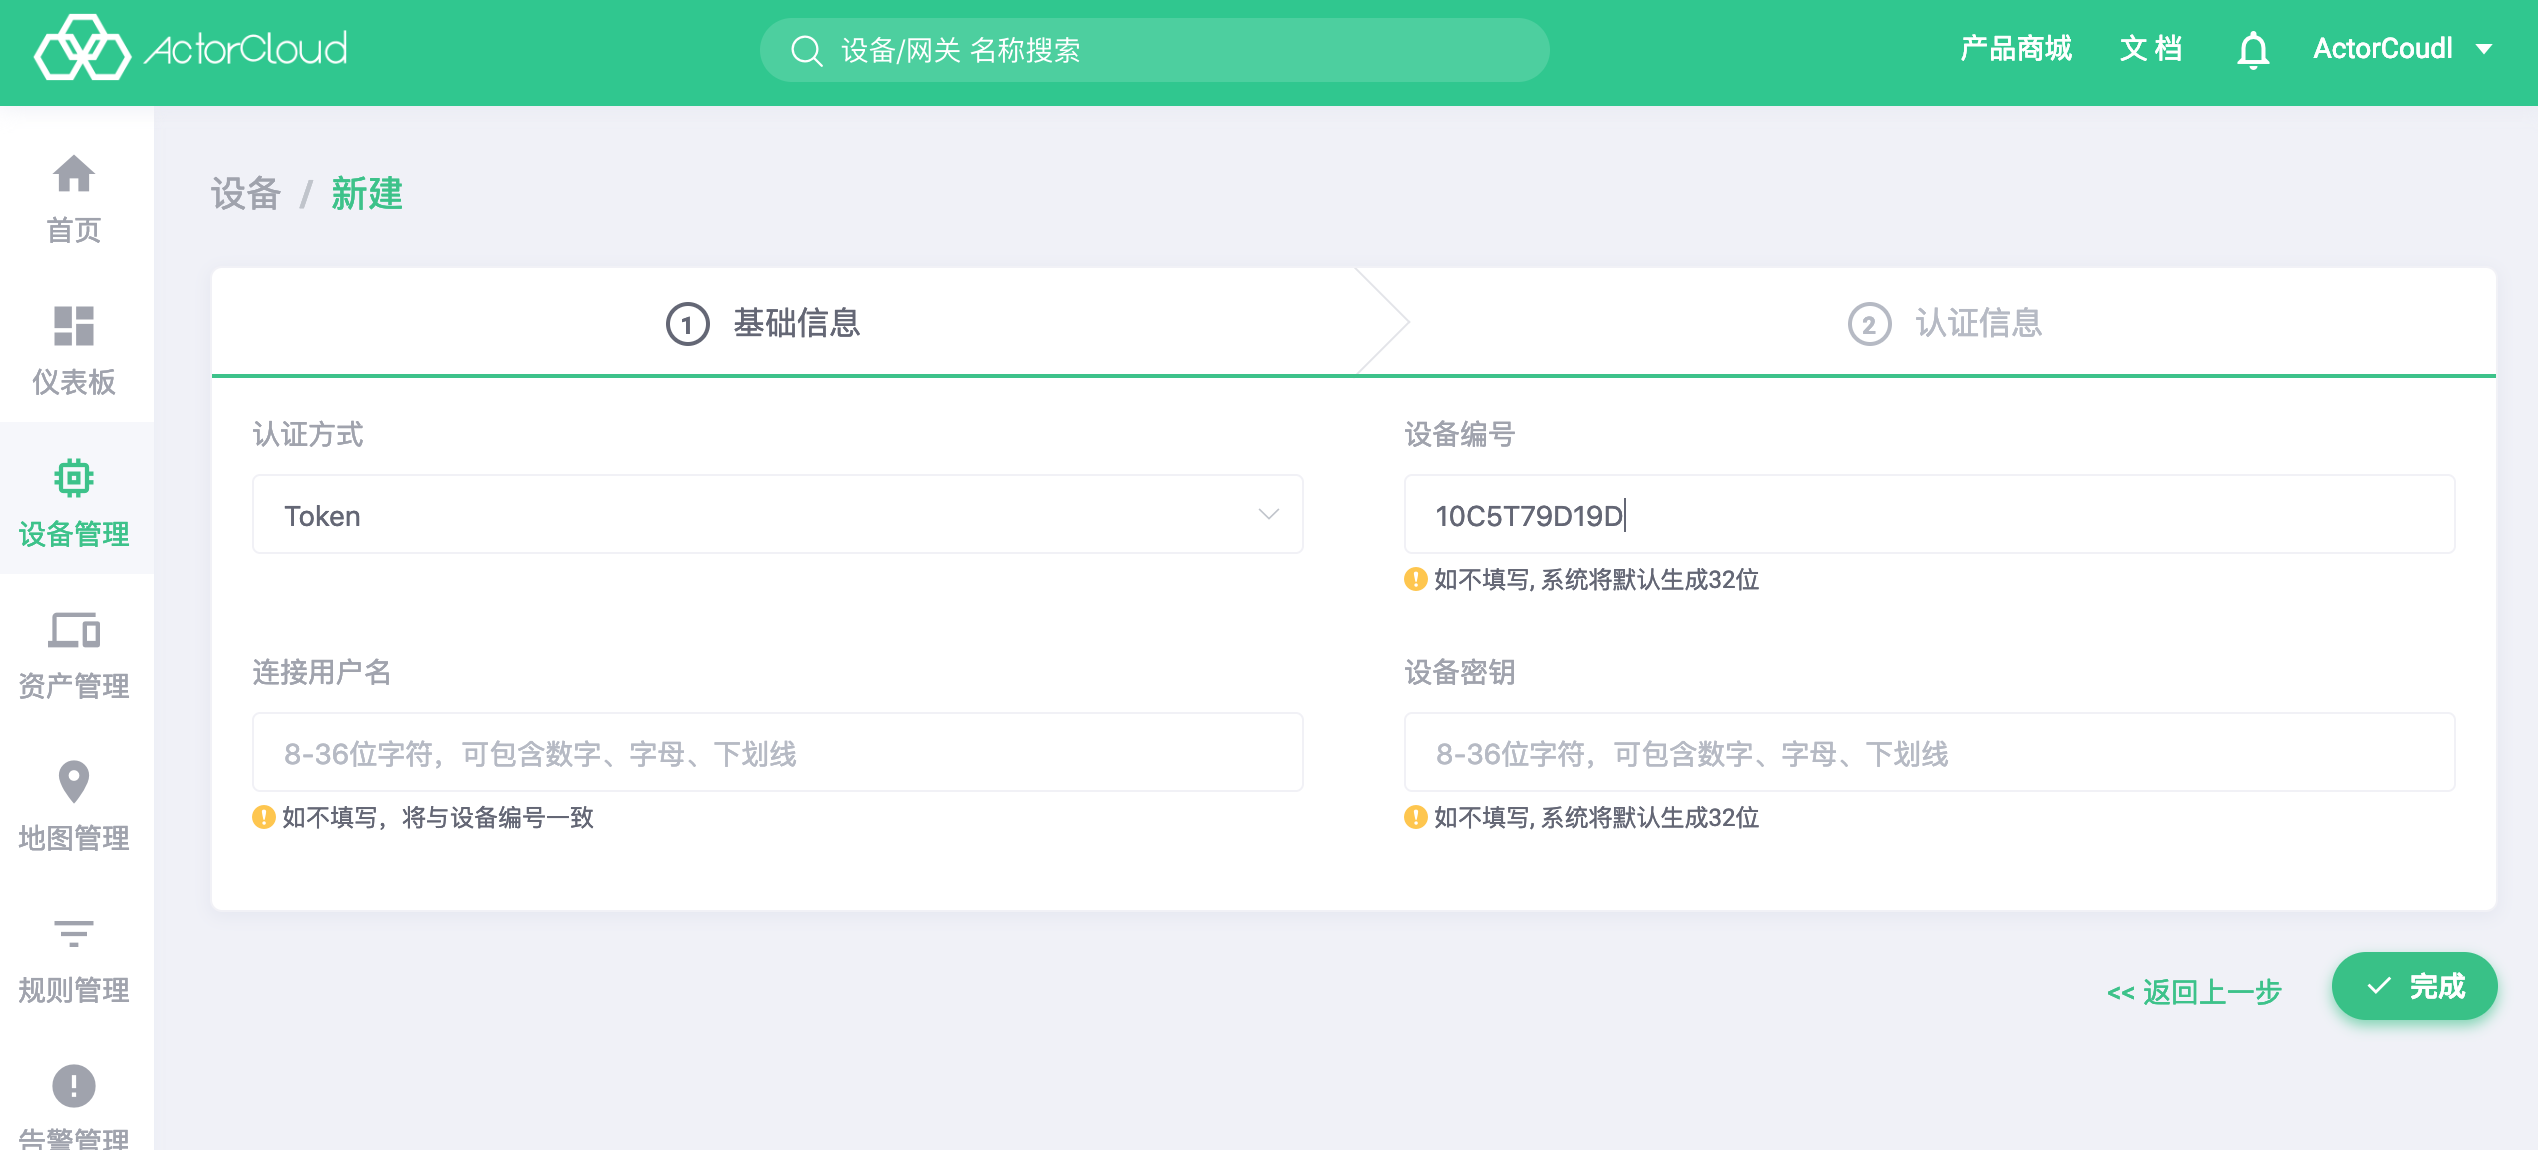 ActorCloud
设备/网关 名称搜索
产品商城
文 档
ActorCoudl
首页
仪表板
设备管理
资产管理
地图管理
规则管理
告警管理
设备 / 新建
1 基础信息
2 认证信息
认证方式
Token
设备编号
10C5T79D19D
如不填写, 系统将默认生成32位
连接用户名
8-36位字符，可包含数字、字母、下划线
如不填写，将与设备编号一致
设备密钥
8-36位字符，可包含数字、字母、下划线
如不填写, 系统将默认生成32位
<< 返回上一步
完成